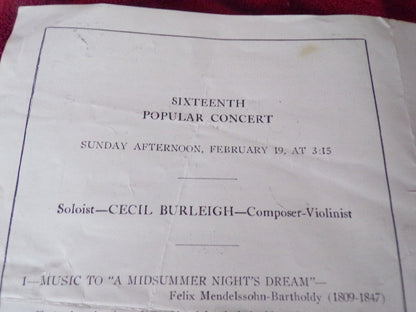 SIXTEENTH
POPULAR CONCERT
SUNDAY AFTERNOON, FEBRUARY 19, AT 3:15
Soloist—CECIL BURLEIGH—Composer-Violinist
I—MUSIC TO "A MIDSUMMER NIGHT'S DREAM"—
Felix Mendelssohn-Bartholdy (1809-1847)